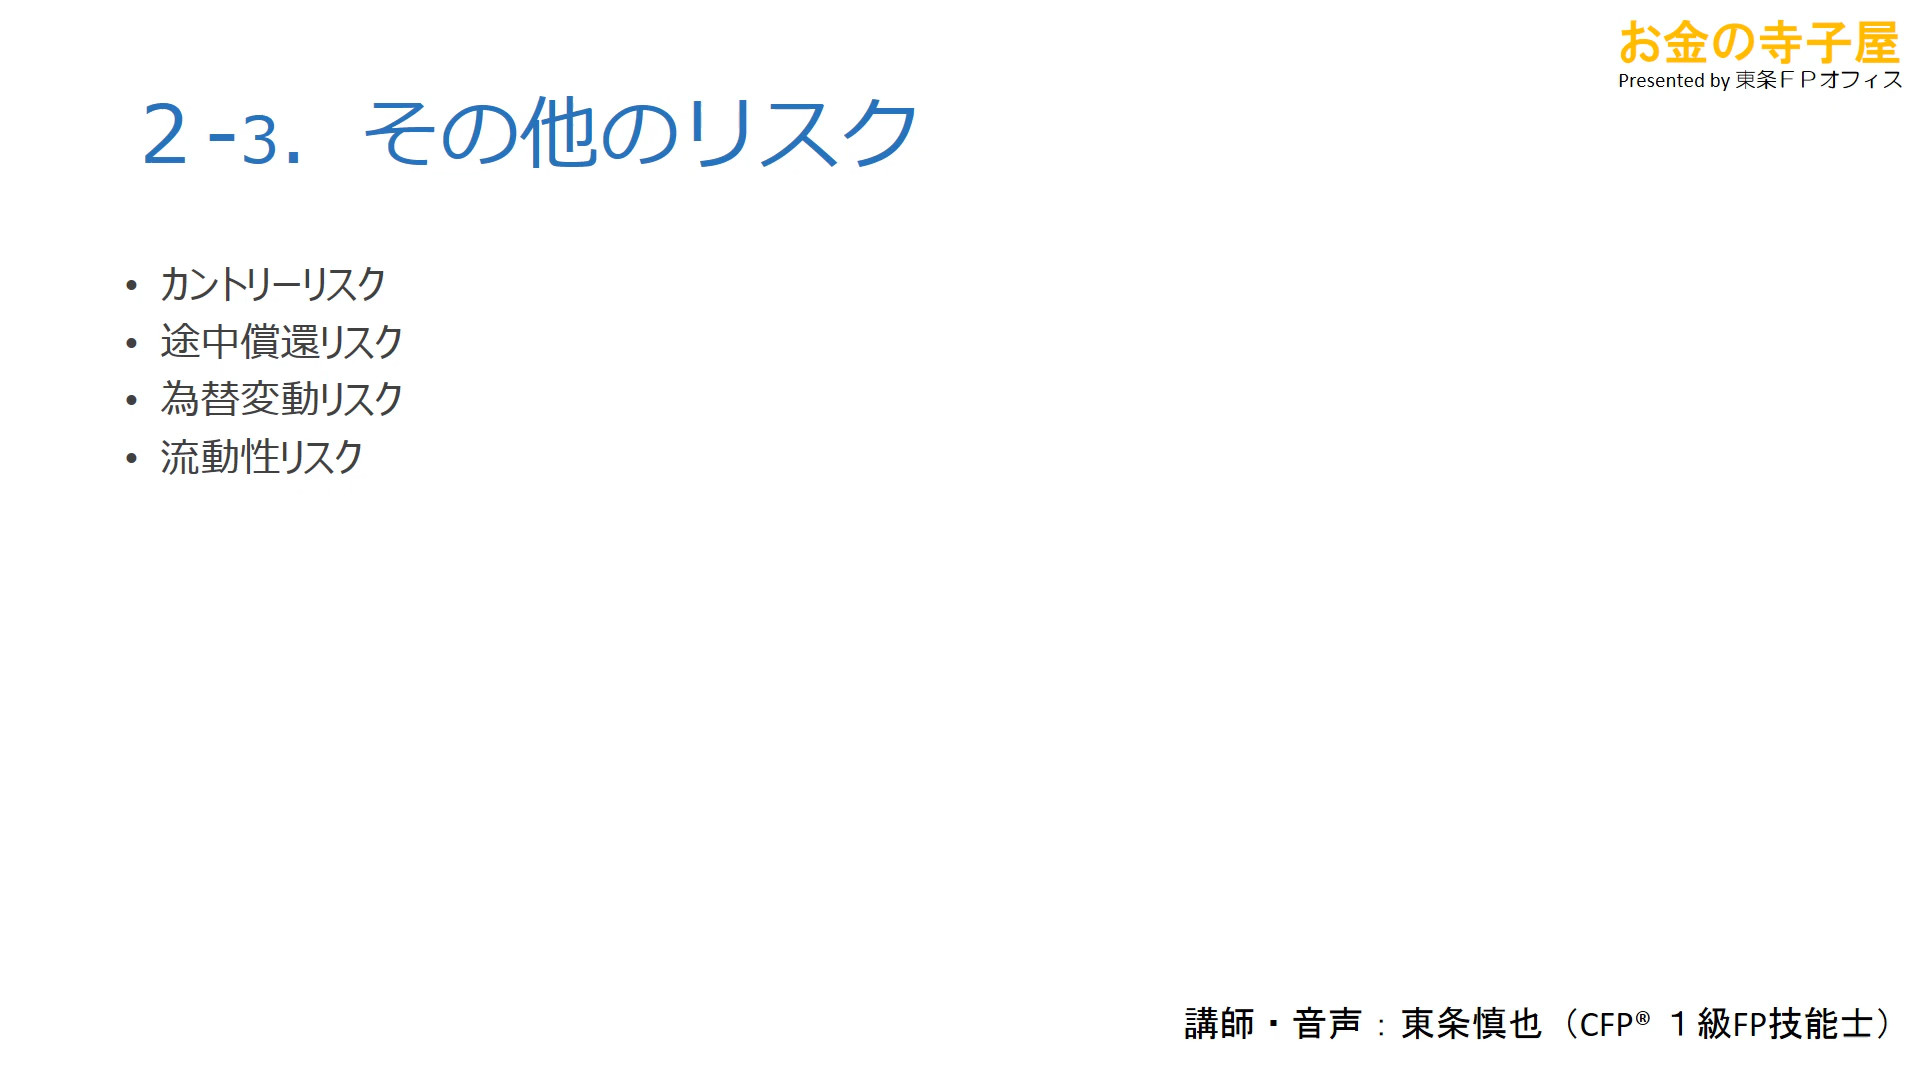 お金の寺子屋
Presented by 東条ＦＰオフィス
２-3． その他のリスク
• カントリーリスク
• 途中償還リスク
• 為替変動リスク
• 流動性リスク
講師・音声：東条慎也（CFP® １級FP技能士）